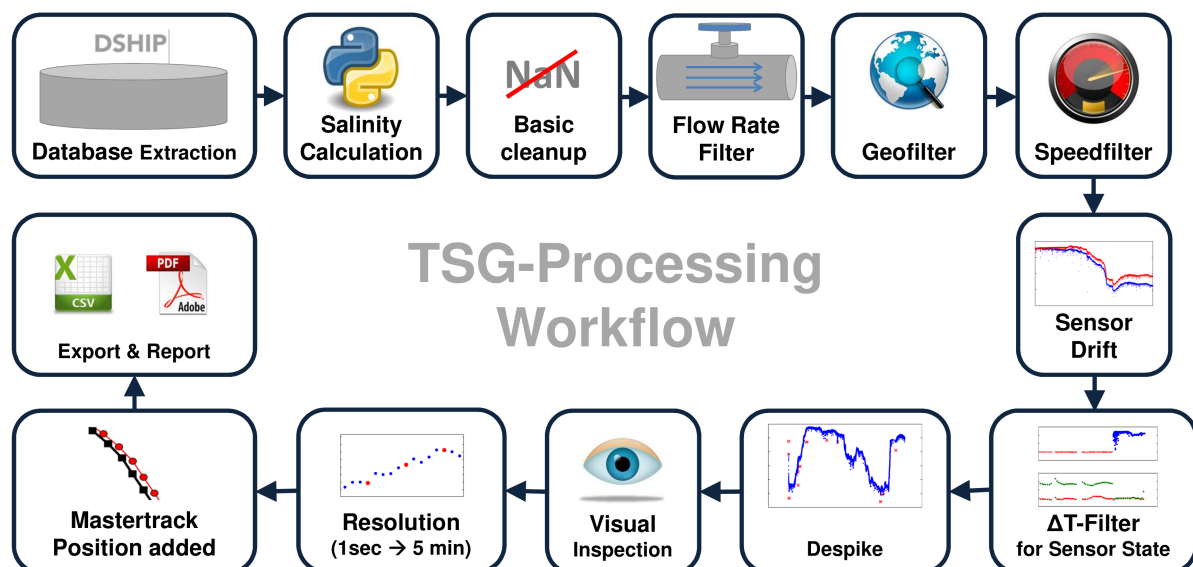 DSHIP
Database Extraction
Salinity
Calculation
NaN
Basic
cleanup
Flow Rate
Filter
Geofilter
Speedfilter
TSG-Processing
Workflow
Sensor
Drift
ΔT-Filter
for Sensor State
Despike
Visual
Inspection
Resolution
(1sec → 5 min)
Mastertrack
Position added
X
CSV
PDF
Adobe
Export & Report